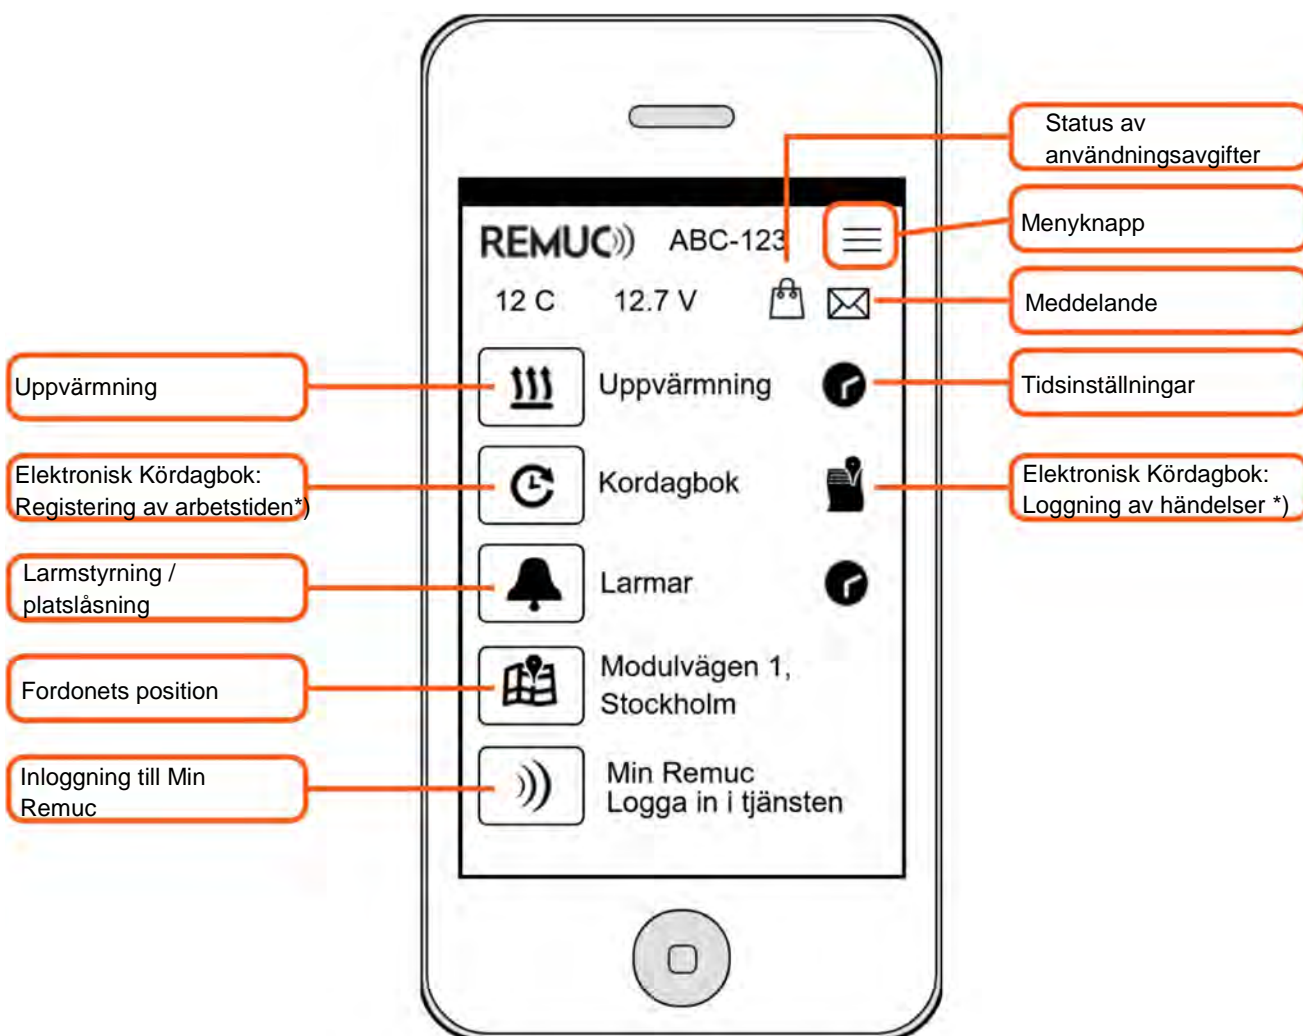 Status av
användningsavgifter
REMUC))) ABC-123
Menyknapp
12 C 12.7 V
Meddelande
Uppvärmning
Uppvärmning
Tidsinställningar
Elektronisk Kördagbok:
Registering av arbetstiden*)
Kordagbok
Elektronisk Kördagbok:
Loggning av händelser *)
Larmstyrning /
platslåsning
Larmar
Fordonets position
Modulvägen 1,
Stockholm
Inloggning till Min
Remuc
Min Remuc
Logga in i tjänsten